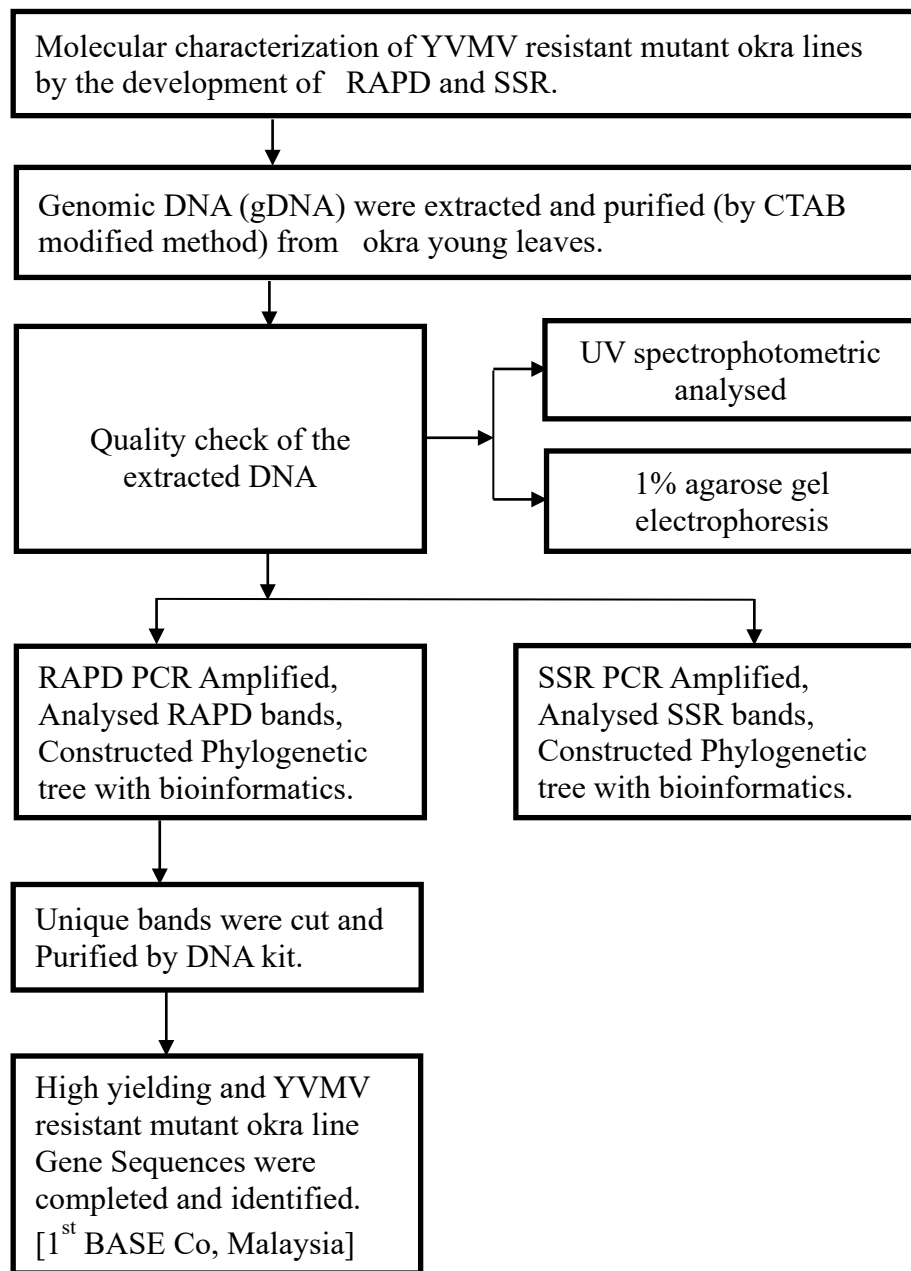 Molecular characterization of YVMV resistant mutant okra lines
by the development of RAPD and SSR.
Genomic DNA (gDNA) were extracted and purified (by CTAB
modified method) from okra young leaves.
Quality check of the
extracted DNA
UV spectrophotometric
analysed
1% agarose gel
electrophoresis
RAPD PCR Amplified,
Analysed RAPD bands,
Constructed Phylogenetic
tree with bioinformatics.
SSR PCR Amplified,
Analysed SSR bands,
Constructed Phylogenetic
tree with bioinformatics.
Unique bands were cut and
Purified by DNA kit.
High yielding and YVMV
resistant mutant okra line
Gene Sequences were
completed and identified.
[1st BASE Co, Malaysia]